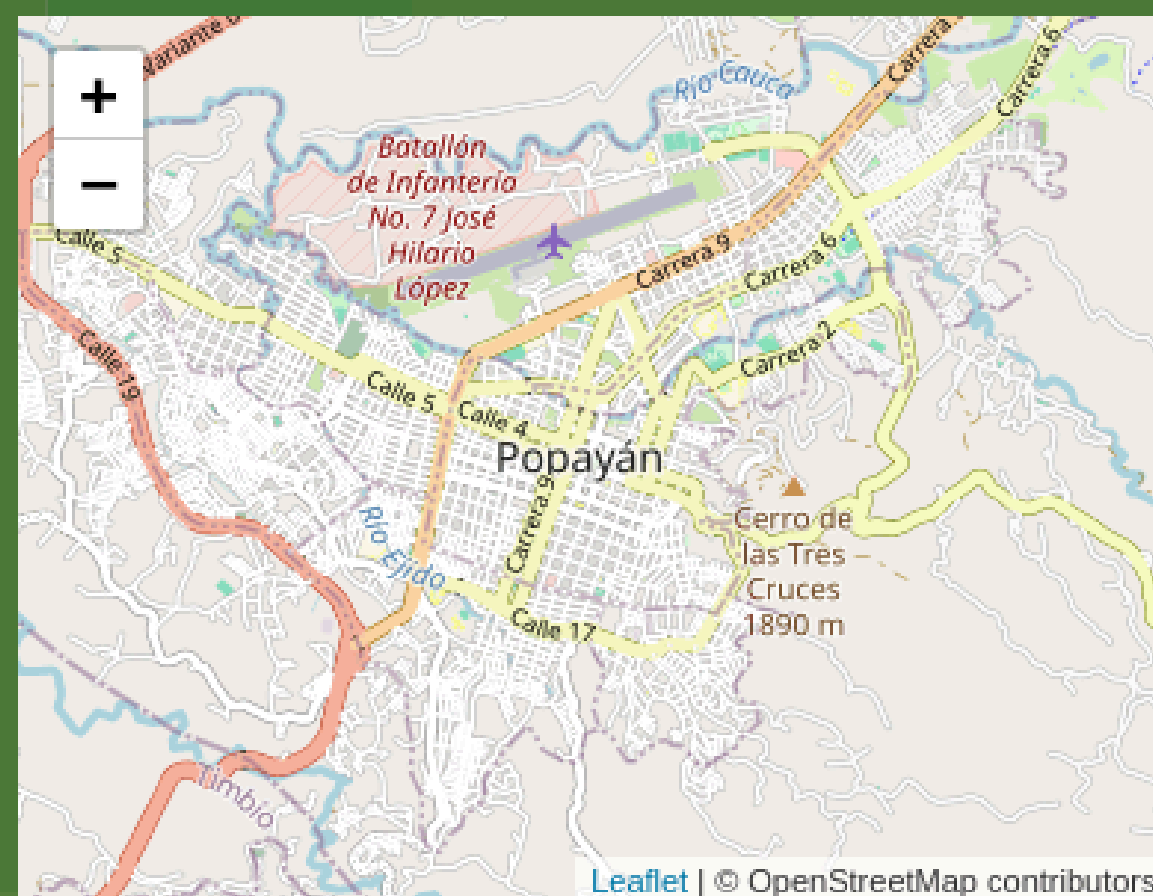 Variante
Carrera
Carrera 6
Río Cauca
+
−
Batallón
de Infantería
No. 7 José
Hilario
López
Calle 5
Carrera 9
Carrera 6
Calle 19
Carrera 2
Calle 5
Calle 4
Popayán
Carrera 9
Río Ejido
Cerro de
las Tres
Cruces
1890 m
Calle 17
Timbío
Leaflet | © OpenStreetMap contributors